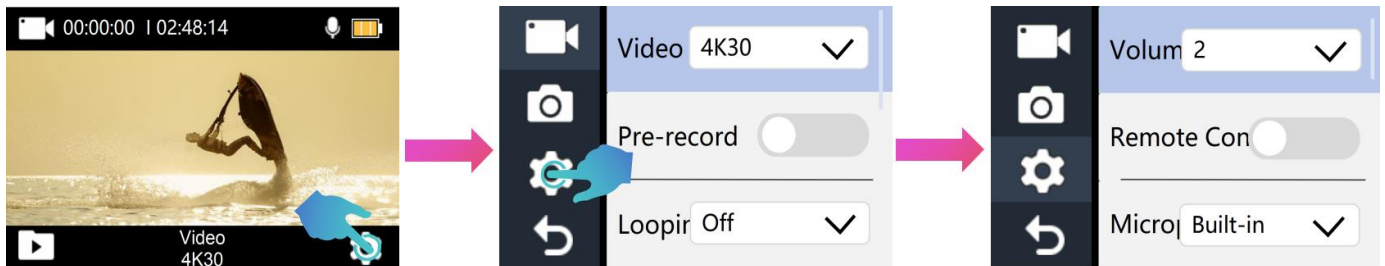 00:00:00 I 02:48:14
Video
4K30
Video 4K30
Pre-record
Loopin Off
Volum 2
Remote Con
Microp Built-in